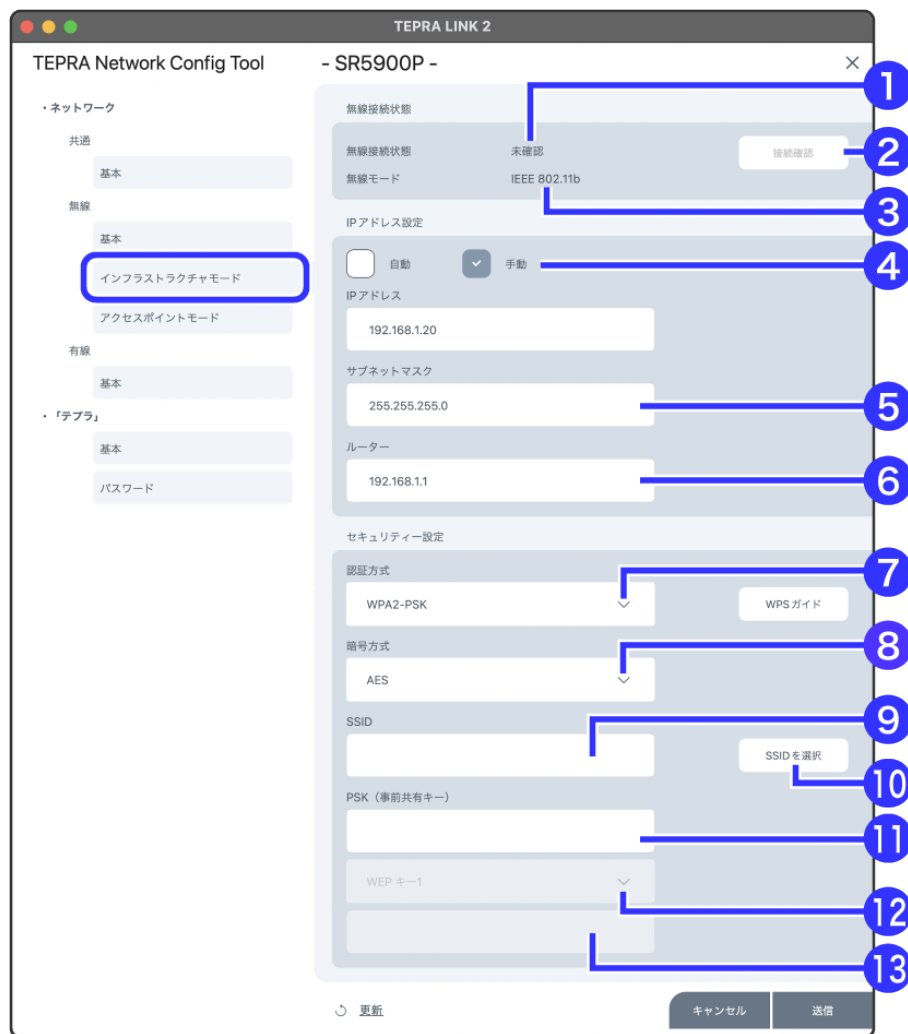 TEPRA LINK 2
TEPRA Network Config Tool
- SR5900P -
・ネットワーク
共通
基本
無線
基本
インフラストラクチャモード
アクセスポイントモード
有線
基本
・「テプラ」
基本
パスワード
無線接続状態
無線接続状態 未確認 接続確認
無線モード IEEE 802.11b
IPアドレス設定
自動 手動
IPアドレス
192.168.1.20
サブネットマスク
255.255.255.0
ルーター
192.168.1.1
セキュリティー設定
認証方式
WPA2-PSK WPSガイド
暗号方式
AES
SSID
SSIDを選択
PSK（事前共有キー）
WEP キー1
更新 キャンセル 送信
1
2
3
4
5
6
7
8
9
10
11
12
13